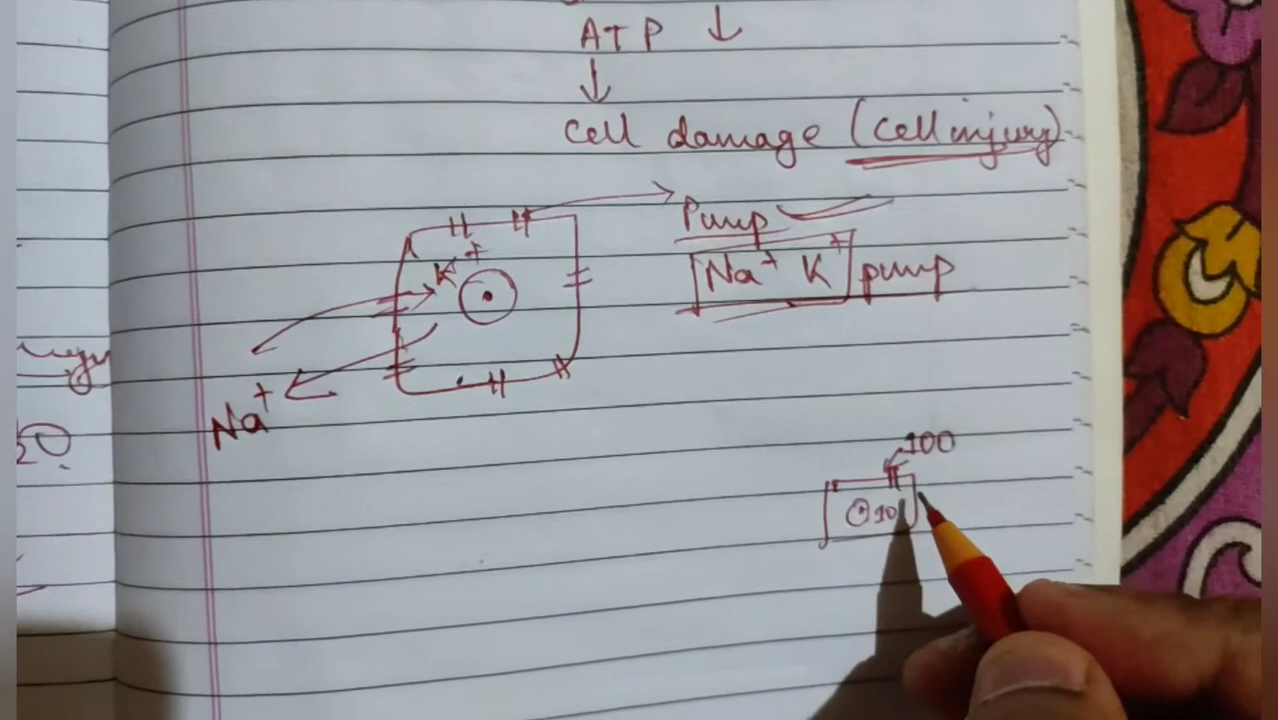 ATP ↓
↓
Cell damage (Cell injury)
Pump
K+
Na+ K+ pump
Na+
100
10